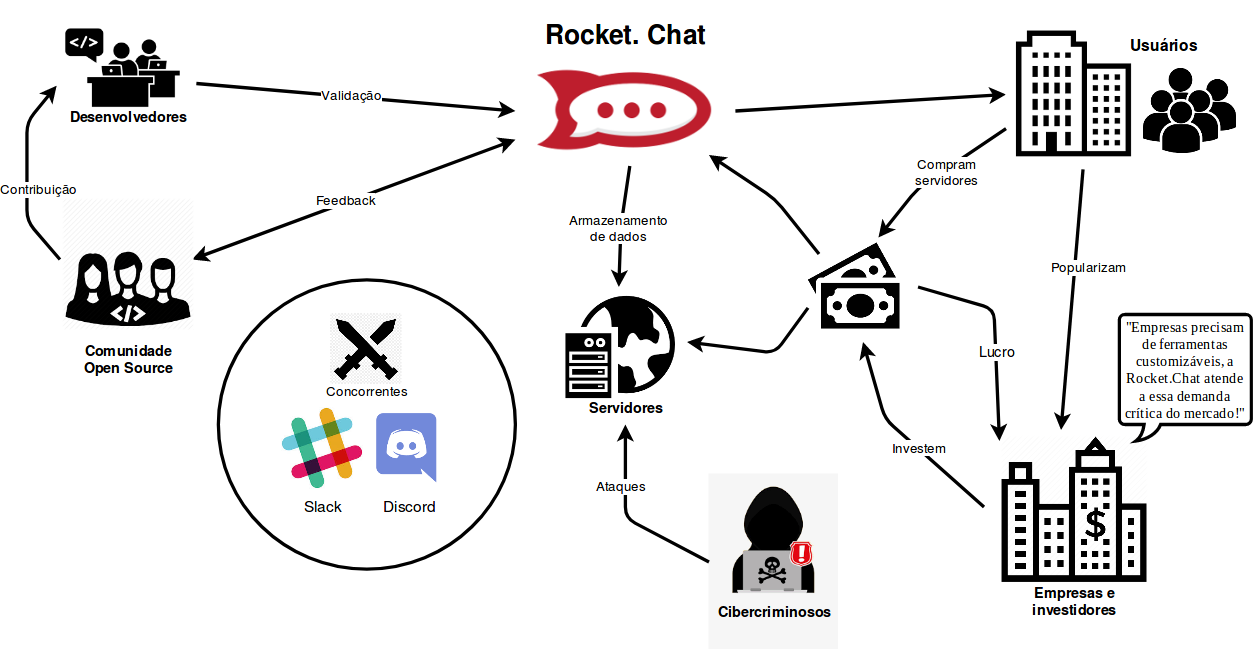 Rocket. Chat
Usuários
</>
Desenvolvedores
Validação
Compram
servidores
Contribuição
Feedback
Armazenamento
de dados
Popularizam
</>
Comunidade
Open Source
"Empresas precisam
de ferramentas
customizáveis, a
Rocket.Chat atende
a essa demanda
crítica do mercado!"
Lucro
Concorrentes
Servidores
Slack
Discord
Investem
Ataques
$
!
Cibercriminosos
Empresas e
investidores